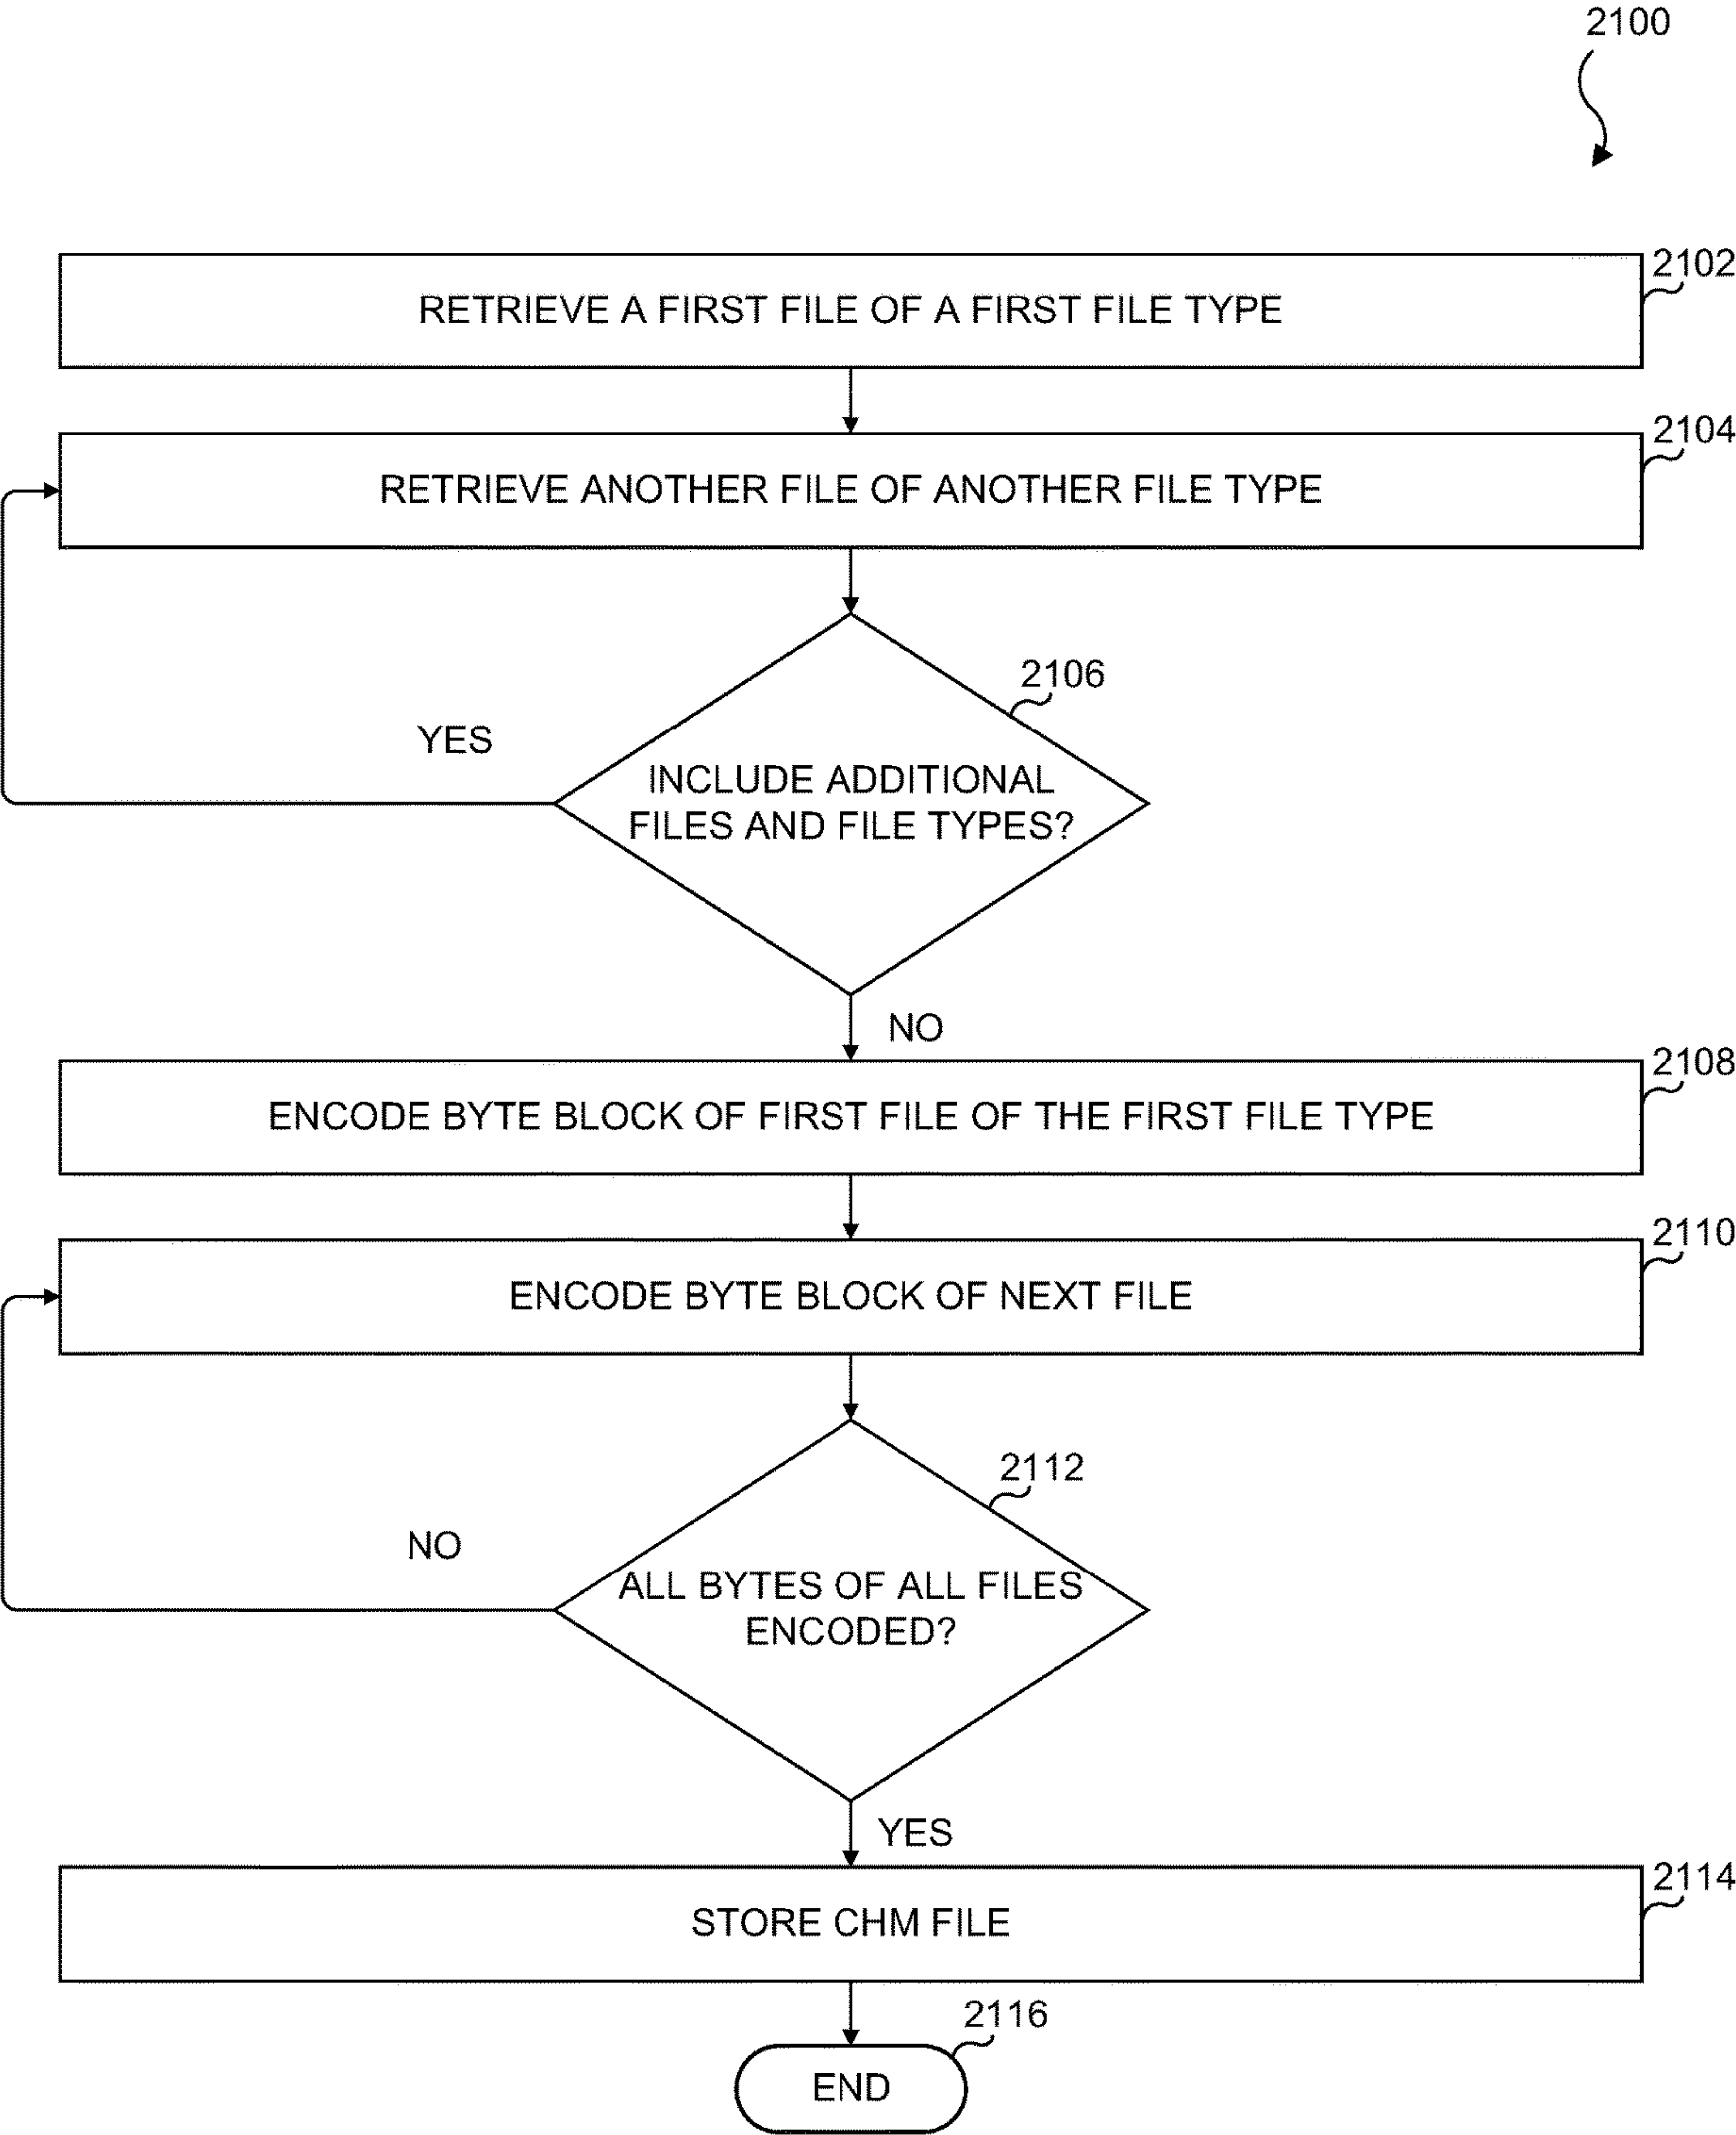 2100
2102
RETRIEVE A FIRST FILE OF A FIRST FILE TYPE
2104
RETRIEVE ANOTHER FILE OF ANOTHER FILE TYPE
2106
YES
INCLUDE ADDITIONAL
FILES AND FILE TYPES?
NO
2108
ENCODE BYTE BLOCK OF FIRST FILE OF THE FIRST FILE TYPE
2110
ENCODE BYTE BLOCK OF NEXT FILE
2112
NO
ALL BYTES OF ALL FILES
ENCODED?
YES
2114
STORE CHM FILE
2116
END